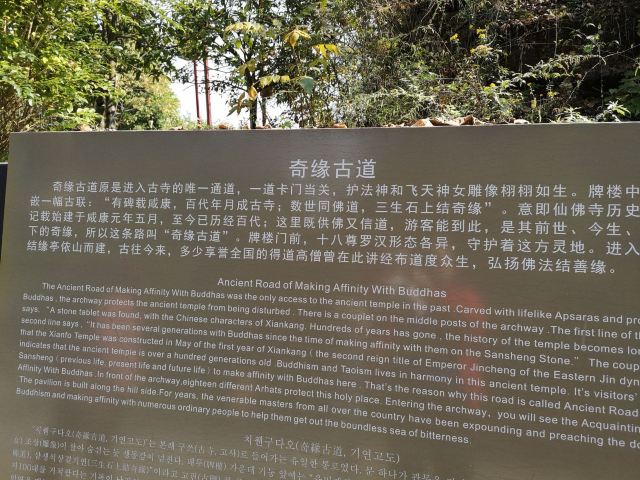 奇缘古道
奇缘古道原是进入古寺的唯一通道，一道卡门当关，护法神和飞天神女雕像栩栩如生。牌楼中
嵌一幅古联：“有碑载咸康，百代年月成古寺；数世同佛道，三生石上结奇缘”。意即仙佛寺历史
记载始建于咸康元年五月，至今已历经百代；这里既供佛又信道，游客能到此，是其前世、今生、
下的奇缘，所以这条路叫“奇缘古道”。牌楼门前，十八尊罗汉形态各异，守护着这方灵地。进入
结缘亭依山而建，古往今来，多少享誉全国的得道高僧曾在此讲经布道度众生，弘扬佛法结善缘。
Ancient Road of Making Affinity With Buddhas
The Ancient Road of Making Affinity With Buddhas was the only access to the ancient temple in the past .Carved with lifelike Apsaras and pro
Buddhas , the archway protects the ancient temple from being disturbed . There is a couplet on the middle posts of the archway .The first line of th
says, “A stone tablet was found, with the Chinese characters of Xiankang. Hundreds of years has gone , the history of the temple becomes los
second line says , “It has been several generations with Buddhas since the time of making affinity with them on the Sansheng Stone.” The coup
that the Xianfo Temple was constructed in May of the first year of Xiankang ( the second reign title of Emperor Jincheng of the Eastern Jin dyn
indicates that the ancient temple is over a hundred generations old .Buddhism and Taoism lives in harmony in this ancient temple. It's visitors'
Sansheng ( previous life, present life and future life ) to make affinity with Buddhas here . That's the reason why this road is called Ancient Road
Affinity With Buddhas .In front of the archway,eighteen different Arhats protect this holy place. Entering the archway, you will see the Acquaintin
The pavilion is built along the hill side.For years, the venerable masters from all over the country have been expounding and preaching the do
Buddhism and making affinity with numerous ordinary people to help them get out the boundless sea of bitterness.
치웬구다오(奇緣古道, 기연고도)